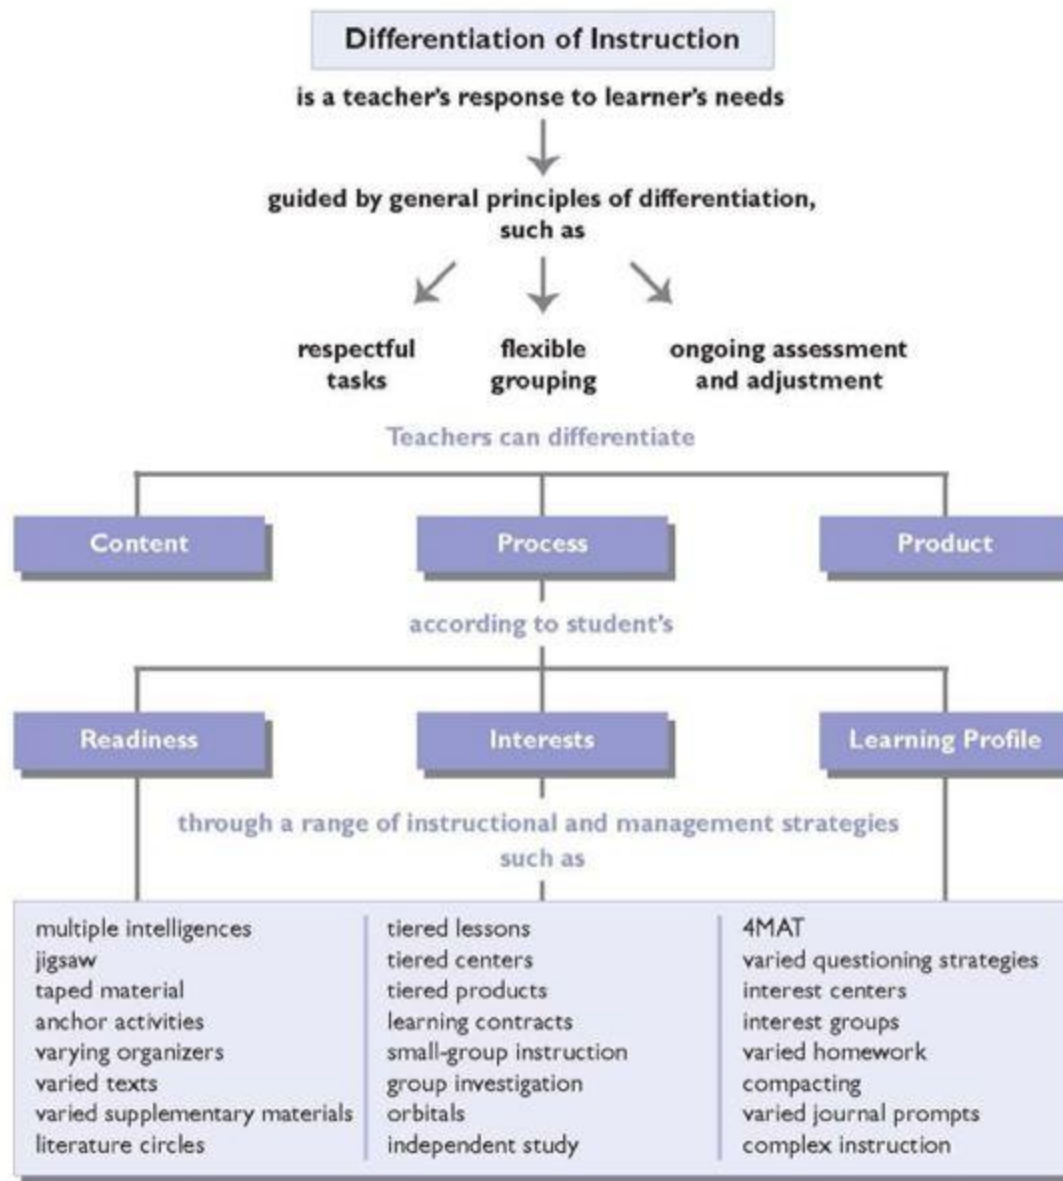 Differentiation of Instruction
is a teacher's response to learner's needs
guided by general principles of differentiation,
such as
respectful
tasks
flexible
grouping
ongoing assessment
and adjustment
Teachers can differentiate
Content
Process
Product
according to student's
Readiness
Interests
Learning Profile
through a range of instructional and management strategies
such as
multiple intelligences
jigsaw
taped material
anchor activities
varying organizers
varied texts
varied supplementary materials
literature circles
tiered lessons
tiered centers
tiered products
learning contracts
small-group instruction
group investigation
orbitals
independent study
4MAT
varied questioning strategies
interest centers
interest groups
varied homework
compacting
varied journal prompts
complex instruction